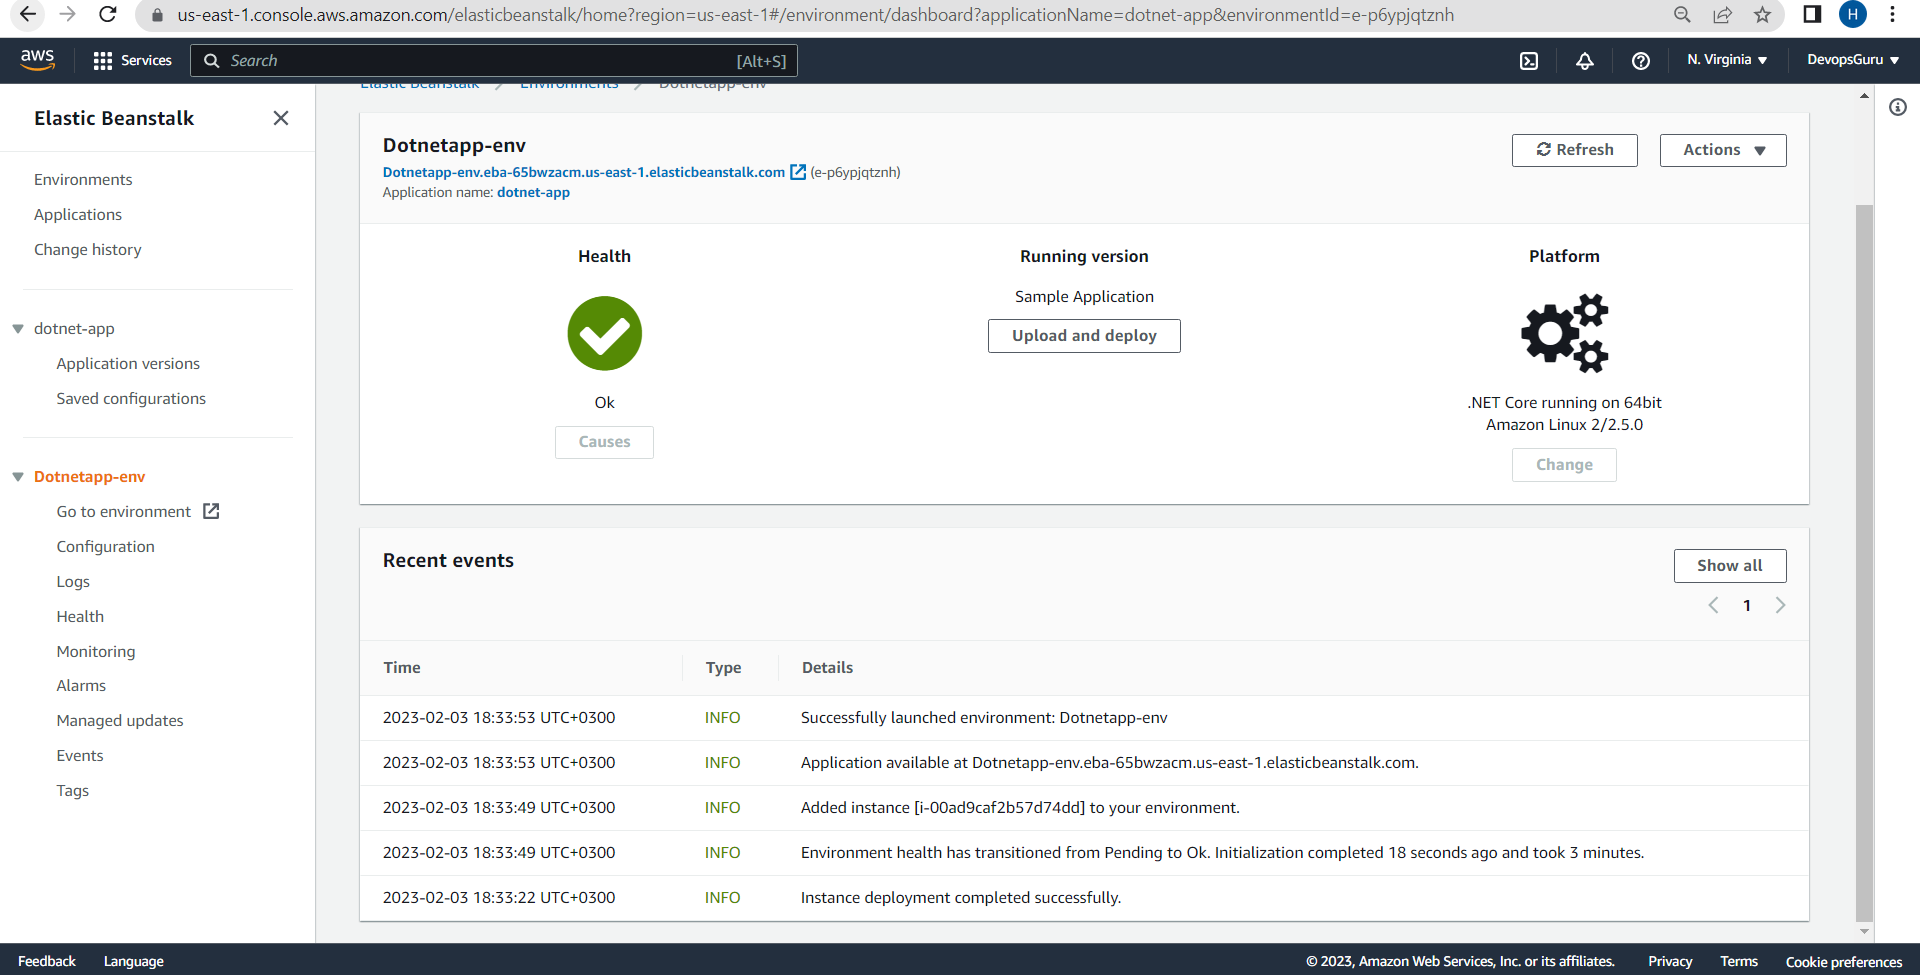 us-east-1.console.aws.amazon.com/elasticbeanstalk/home?region=us-east-1#/environment/dashboard?applicationName=dotnet-app&environmentId=e-p6ypjqtznh
H
aws
Services
Search
[Alt+S]
N. Virginia
DevopsGuru
Elastic Beanstalk
Environments
Applications
Change history
dotnet-app
Application versions
Saved configurations
Dotnetapp-env
Go to environment
Configuration
Logs
Health
Monitoring
Alarms
Managed updates
Events
Tags
Elastic Beanstalk
Environments
Dotnetapp-env
Dotnetapp-env
Dotnetapp-env.eba-65bwzacm.us-east-1.elasticbeanstalk.com (e-p6ypjqtznh)
Application name: dotnet-app
Refresh
Actions
Health
Ok
Causes
Running version
Sample Application
Upload and deploy
Platform
.NET Core running on 64bit
Amazon Linux 2/2.5.0
Change
Recent events
Show all
1
Time Type Details
2023-02-03 18:33:53 UTC+0300 INFO Successfully launched environment: Dotnetapp-env
2023-02-03 18:33:53 UTC+0300 INFO Application available at Dotnetapp-env.eba-65bwzacm.us-east-1.elasticbeanstalk.com.
2023-02-03 18:33:49 UTC+0300 INFO Added instance [i-00ad9caf2b57d74dd] to your environment.
2023-02-03 18:33:49 UTC+0300 INFO Environment health has transitioned from Pending to Ok. Initialization completed 18 seconds ago and took 3 minutes.
2023-02-03 18:33:22 UTC+0300 INFO Instance deployment completed successfully.
Feedback
Language
© 2023, Amazon Web Services, Inc. or its affiliates.
Privacy
Terms
Cookie preferences